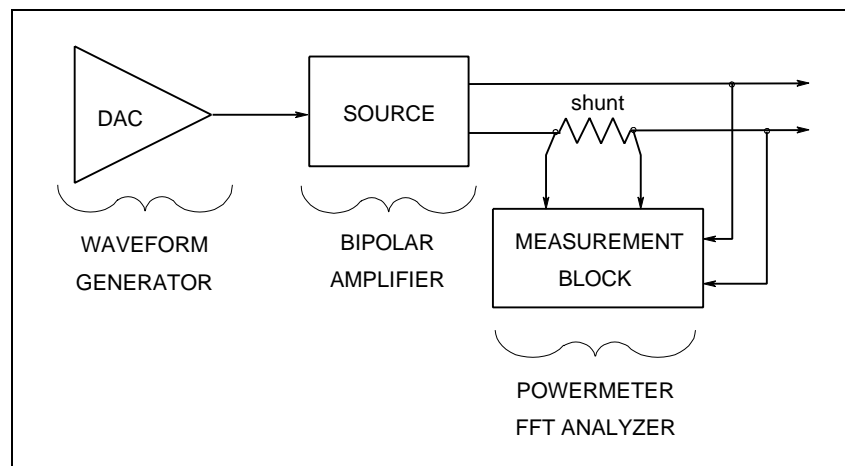 shunt
DAC
SOURCE
WAVEFORM
GENERATOR
BIPOLAR
AMPLIFIER
MEASUREMENT
BLOCK
POWERMETER
FFT ANALYZER